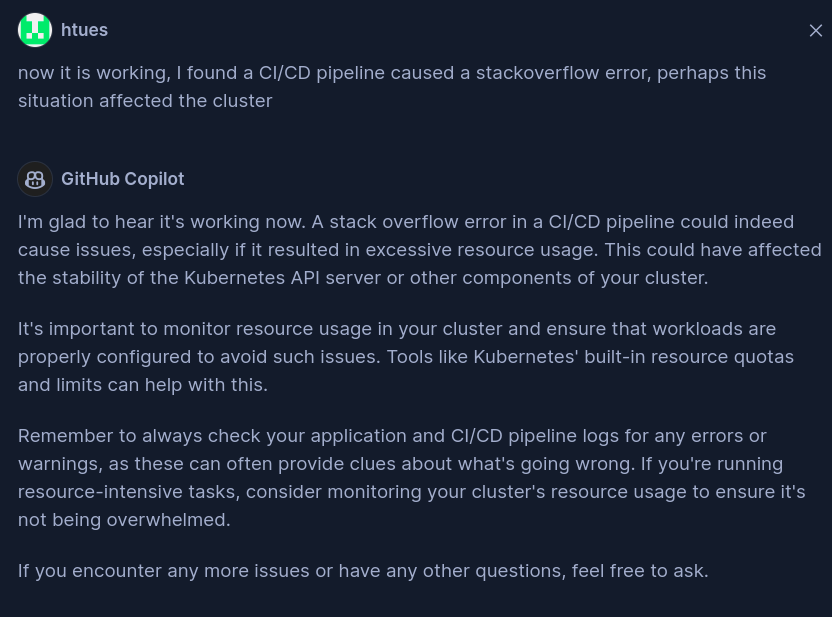 htues
now it is working, I found a CI/CD pipeline caused a stackoverflow error, perhaps this
situation affected the cluster
GitHub Copilot
I'm glad to hear it's working now. A stack overflow error in a CI/CD pipeline could indeed
cause issues, especially if it resulted in excessive resource usage. This could have affected
the stability of the Kubernetes API server or other components of your cluster.
It's important to monitor resource usage in your cluster and ensure that workloads are
properly configured to avoid such issues. Tools like Kubernetes' built-in resource quotas
and limits can help with this.
Remember to always check your application and CI/CD pipeline logs for any errors or
warnings, as these can often provide clues about what's going wrong. If you're running
resource-intensive tasks, consider monitoring your cluster's resource usage to ensure it's
not being overwhelmed.
If you encounter any more issues or have any other questions, feel free to ask.